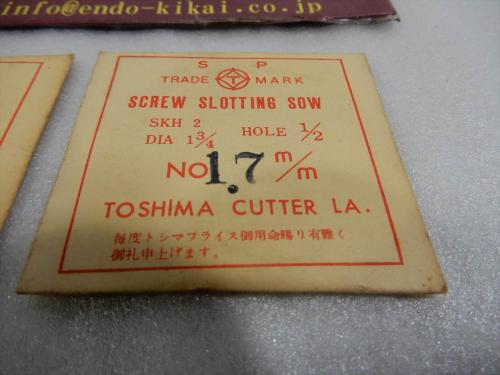 info@endo-kikai.co.jp
S P
TRADE T MARK
SCREW SLOTTING SOW
SKH 2
DIA 1 3/4 HOLE 1/2
NO 1.7 m/m
TOSHIMA CUTTER LA.
毎度トシマフライス御用命賜り有難く
御礼申上げます。